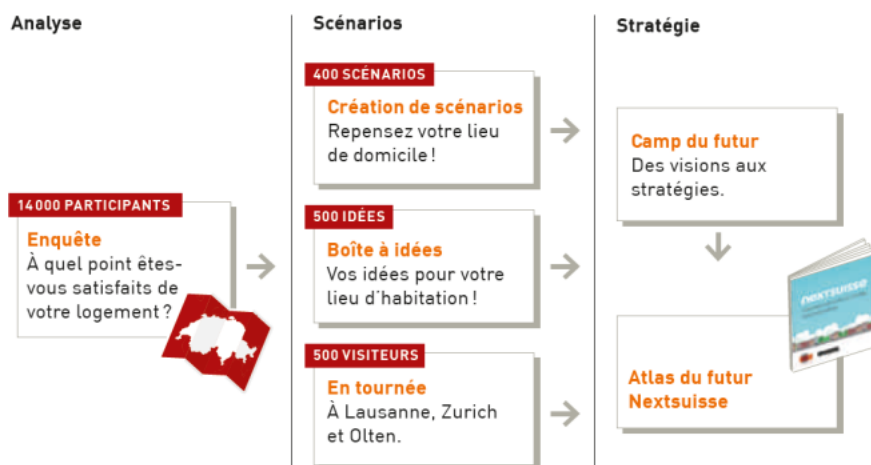 Analyse
14000 PARTICIPANTS
Enquête
À quel point êtes-
vous satisfaits de
votre logement ?
Scénarios
400 SCÉNARIOS
Création de scénarios
Repensez votre lieu
de domicile !
500 IDÉES
Boîte à idées
Vos idées pour votre
lieu d'habitation !
500 VISITEURS
En tournée
À Lausanne, Zurich
et Olten.
Stratégie
Camp du futur
Des visions aux
stratégies.
nextsuisse
Atlas du futur
Nextsuisse